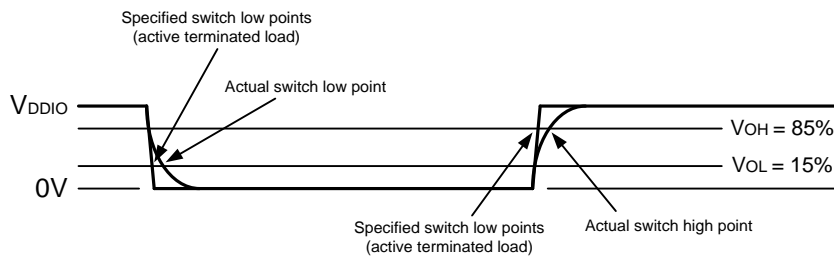 Specified switch low points
(active terminated load)
Actual switch low point
VDDIO
VOH = 85%
VOL = 15%
0V
Specified switch low points
(active terminated load)
Actual switch high point